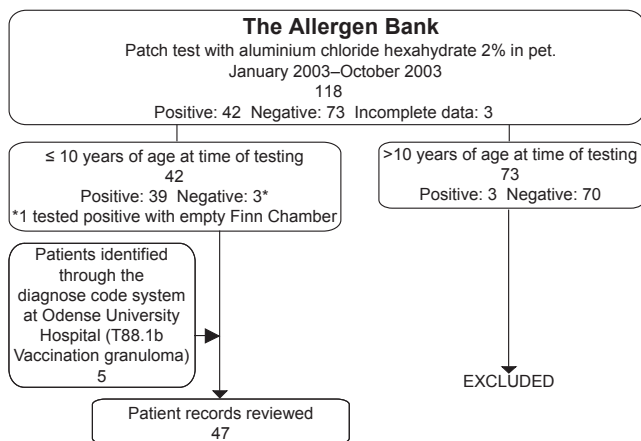 The Allergen Bank
Patch test with aluminium chloride hexahydrate 2% in pet.
January 2003–October 2003
118
Positive: 42 Negative: 73 Incomplete data: 3
≤ 10 years of age at time of testing
42
Positive: 39 Negative: 3*
*1 tested positive with empty Finn Chamber
>10 years of age at time of testing
73
Positive: 3 Negative: 70
Patients identified
through the
diagnose code system
at Odense University
Hospital (T88.1b
Vaccination granuloma)
5
EXCLUDED
Patient records reviewed
47